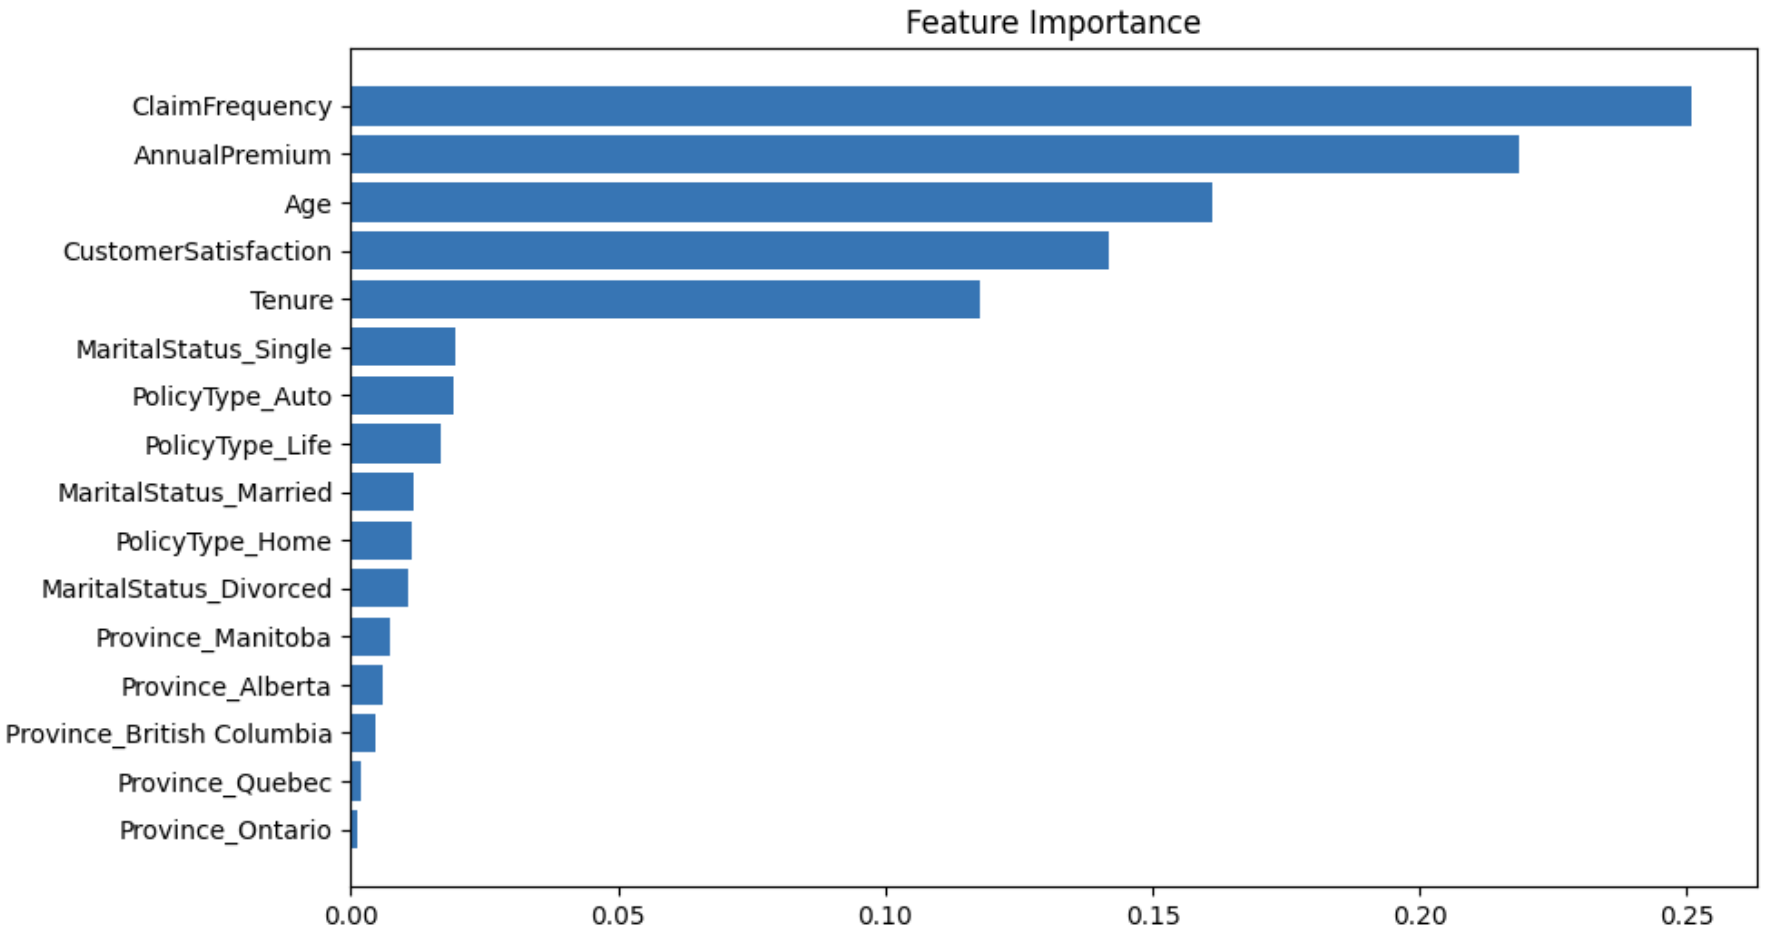 Feature Importance
ClaimFrequency
AnnualPremium
Age
CustomerSatisfaction
Tenure
MaritalStatus_Single
PolicyType_Auto
PolicyType_Life
MaritalStatus_Married
PolicyType_Home
MaritalStatus_Divorced
Province_Manitoba
Province_Alberta
Province_British Columbia
Province_Quebec
Province_Ontario
0.00 0.05 0.10 0.15 0.20 0.25